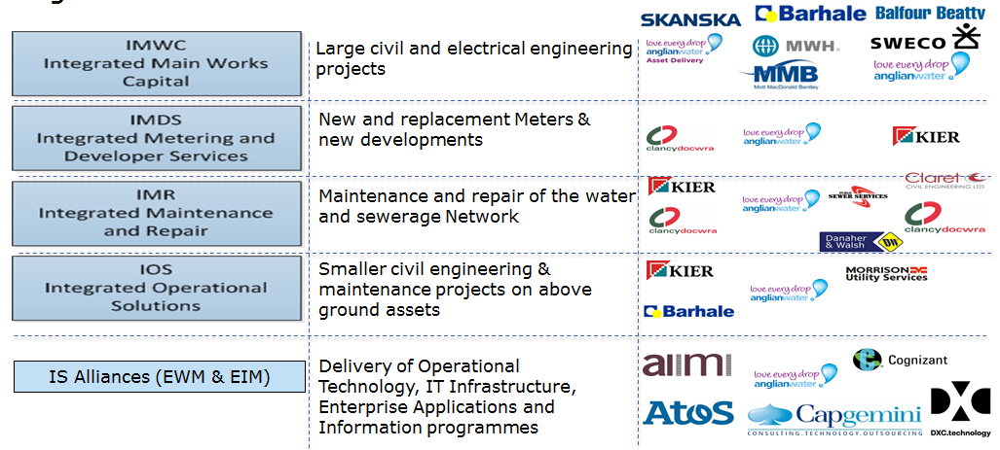 IMWC
Integrated Main Works
Capital
Large civil and electrical engineering
projects
SKANSKA
Barhale
Balfour Beatty
love every drop
anglianwater
Asset Delivery
MWH
SWECO
MMB
Mott MacDonald Bentley
love every drop
anglianwater
IMDS
Integrated Metering and
Developer Services
New and replacement Meters &
new developments
clancydocwra
love every drop
anglianwater
KIER
IMR
Integrated Maintenance
and Repair
Maintenance and repair of the water
and sewerage Network
KIER
clancydocwra
love every drop
anglianwater
SEWER SERVICES
Claret
CIVIL ENGINEERING LTD
clancydocwra
Danaher
& Walsh
DW
IOS
Integrated Operational
Solutions
Smaller civil engineering &
maintenance projects on above
ground assets
KIER
Barhale
love every drop
anglianwater
MORRISON
Utility Services
IS Alliances (EWM & EIM)
Delivery of Operational
Technology, IT Infrastructure,
Enterprise Applications and
Information programmes
aiimi
love every drop
anglianwater
Cognizant
Atos
Capgemini
CONSULTING.TECHNOLOGY.OUTSOURCING
DXC.technology